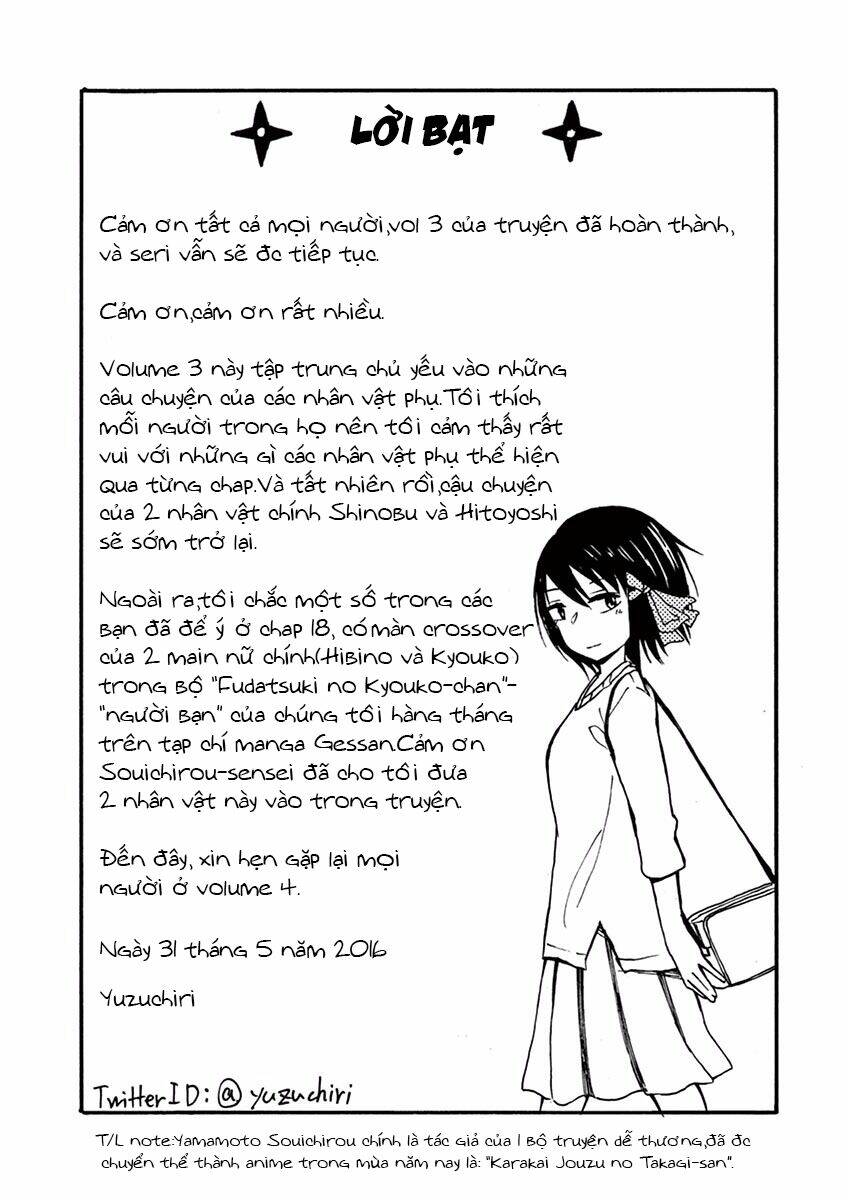 LỜI BẠT
Cảm ơn tất cả mọi người,vol 3 của truyện đã hoàn thành,
và seri vẫn sẽ đc tiếp tục.
Cảm ơn,cảm ơn rất nhiều.
Volume 3 này tập trung chủ yếu vào những
câu chuyện của các nhân vật phụ.Tôi thích
mỗi người trong họ nên tôi cảm thấy rất
vui với những gì các nhân vật phụ thể hiện
qua từng chap.Và tất nhiên rồi,cậu chuyện
của 2 nhân vật chính Shinobu và Hitoyoshi
sẽ sớm trở lại.
Ngoài ra,tôi chắc một số trong các
bạn đã để ý ở chap 18, có màn crossover
của 2 main nữ chính(Hibino và Kyouko)
trong bộ "Fudatsuki no Kyouko-chan"-
"người bạn" của chúng tôi hàng tháng
trên tạp chí manga Gessan.Cảm ơn
Souichirou-sensei đã cho tôi đưa
2 nhân vật này vào trong truyện.
Đến đây, xin hẹn gặp lại mọi
người ở volume 4.
Ngày 31 tháng 5 năm 2016
Yuzuchiri
TwitterID:@yuzuchiri
T/L note:Yamamoto Souichirou chính là tác giả của 1 bộ truyện dễ thương,đã đc
chuyển thể thành anime trong mùa năm nay là: "Karakai Jouzu no Takagi-san".